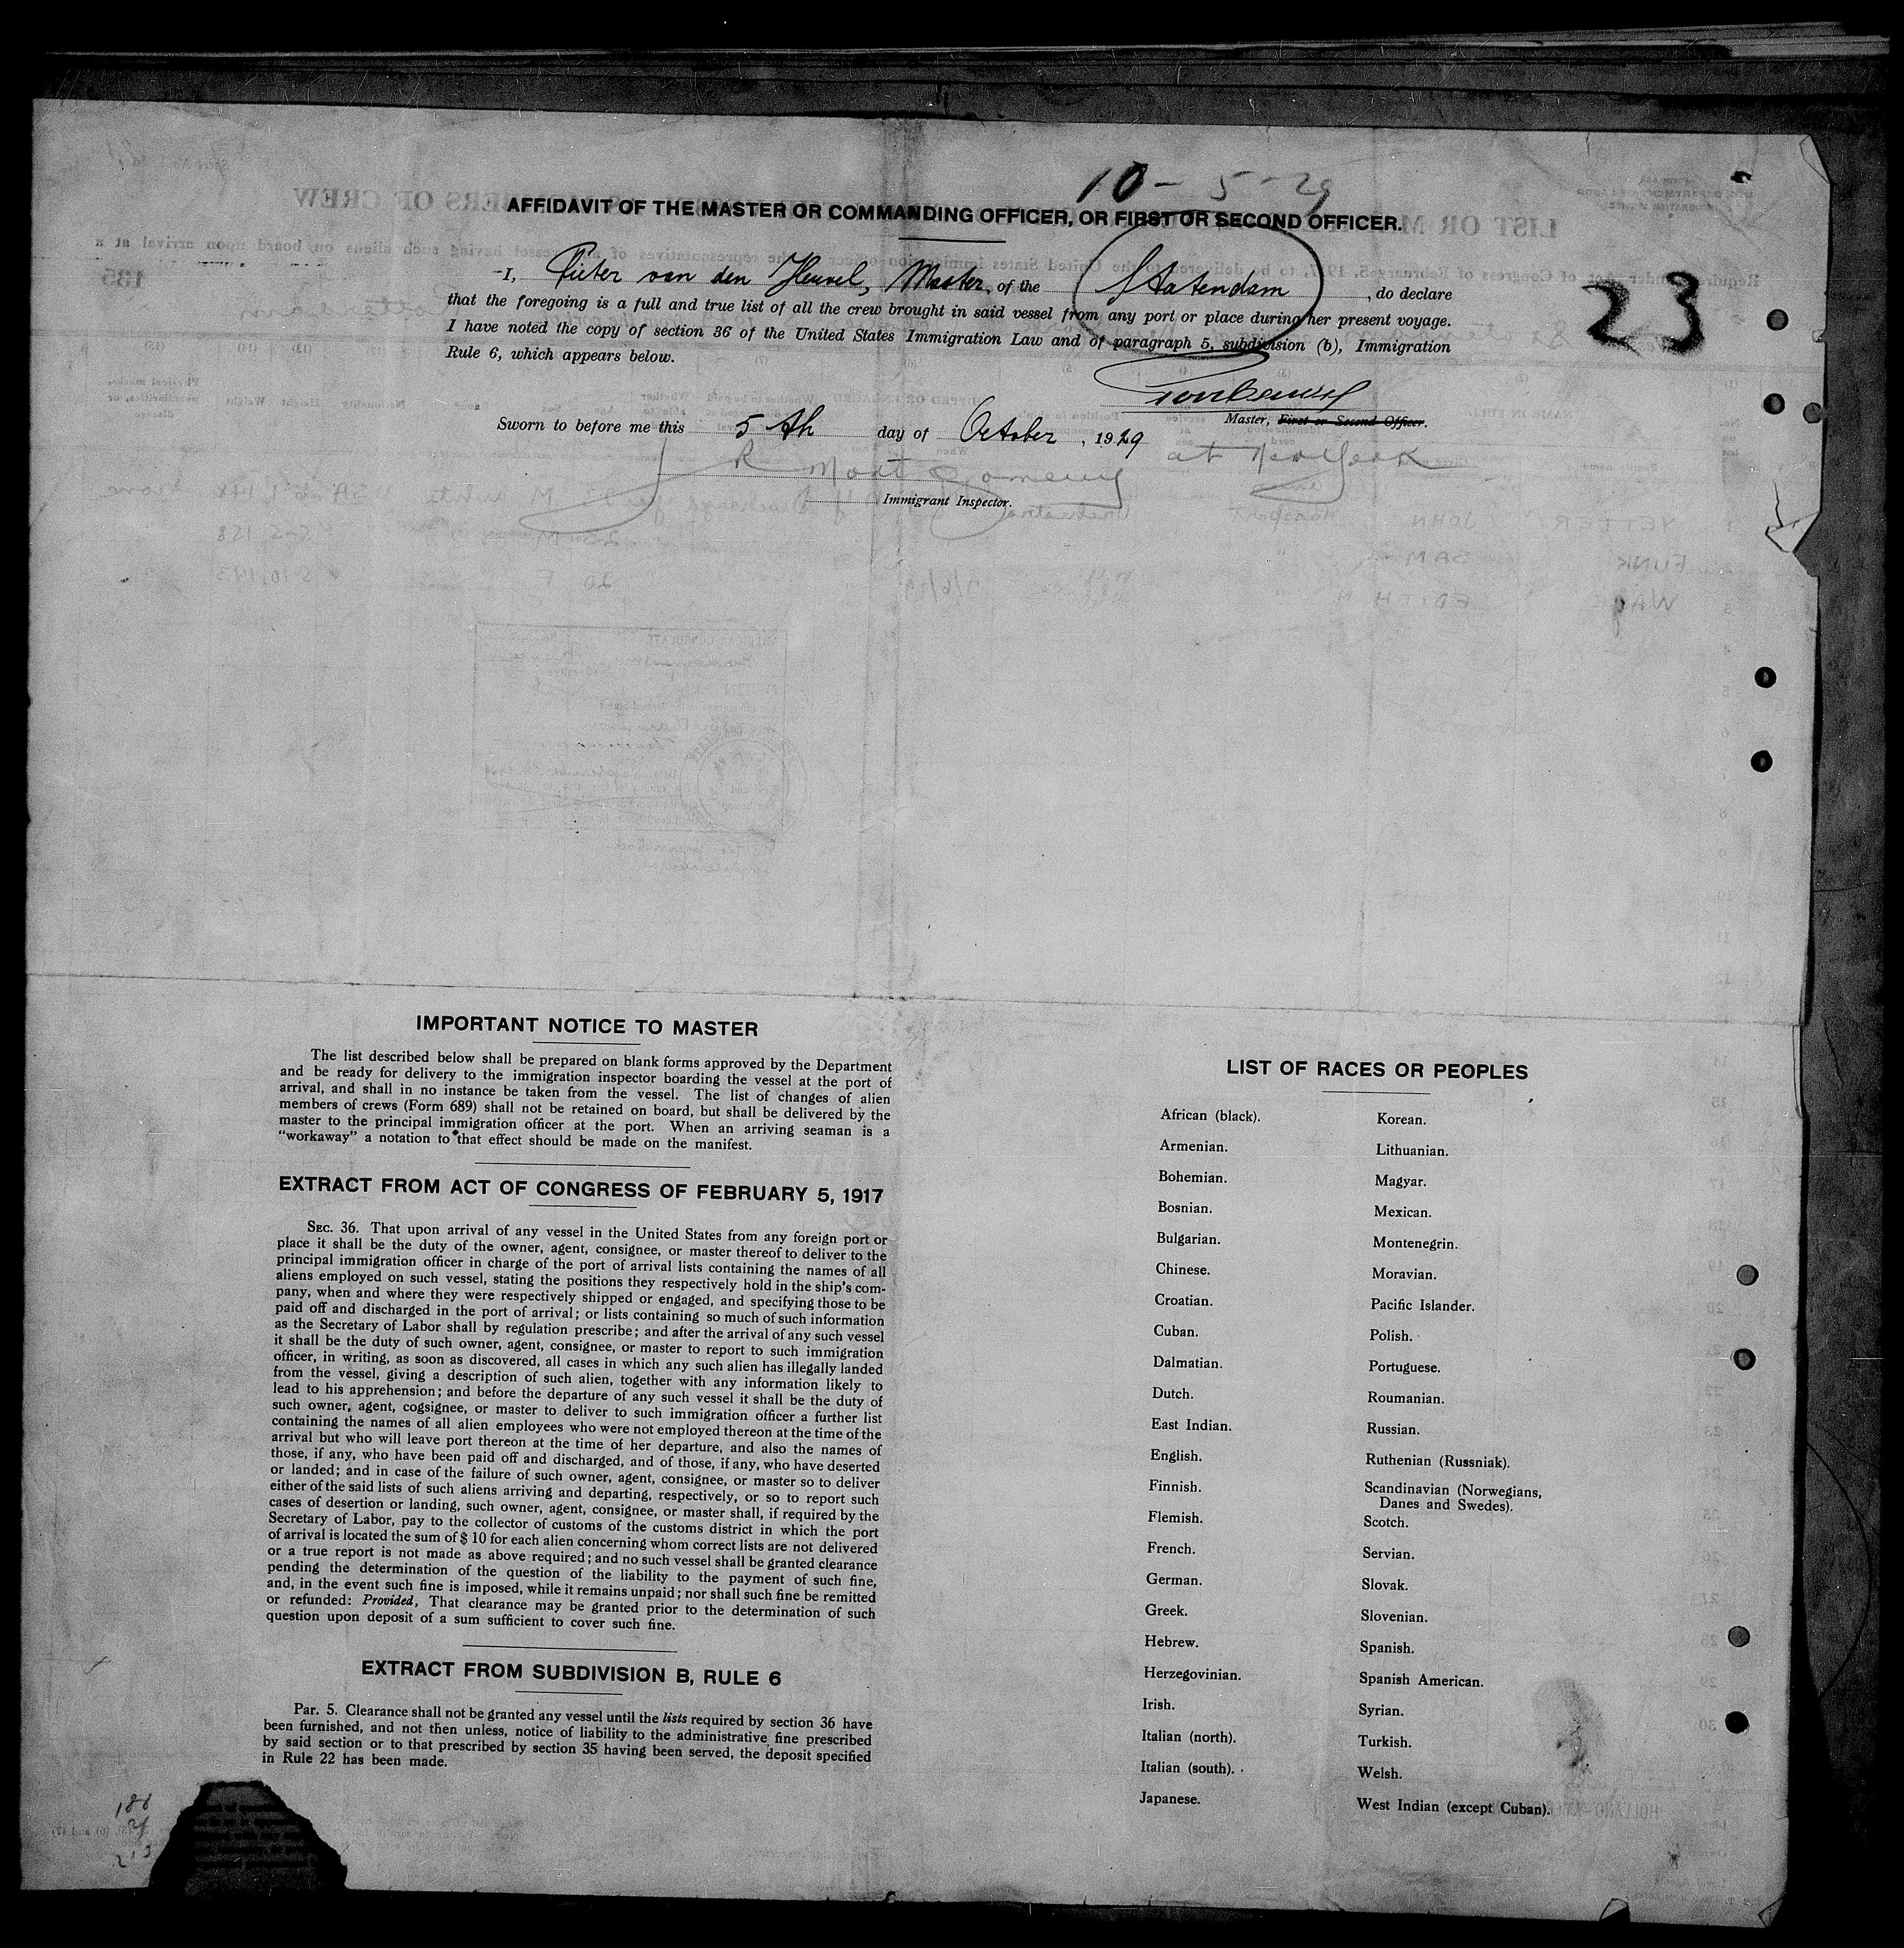 10-5-29
AFFIDAVIT OF THE MASTER OR COMMANDING OFFICER, OR FIRST OR SECOND OFFICER.
I, Pieter van den Heuvel, Master, of the Statendam, do declare
that the foregoing is a full and true list of all the crew brought in said vessel from any port or place during her present voyage.
I have noted the copy of section 36 of the United States Immigration Law and of paragraph 5, subdivision (b), Immigration
Rule 6, which appears below.
23
Master, First or Second Officer.
Sworn to before me this 5th day of October, 1929
R Montgomery at New York
Immigrant Inspector.
IMPORTANT NOTICE TO MASTER
The list described below shall be prepared on blank forms approved by the Department
and be ready for delivery to the immigration inspector boarding the vessel at the port of
arrival, and shall in no instance be taken from the vessel. The list of changes of alien
members of crews (Form 689) shall not be retained on board, but shall be delivered by the
master to the principal immigration officer at the port. When an arriving seaman is a
"workaway" a notation to that effect should be made on the manifest.
EXTRACT FROM ACT OF CONGRESS OF FEBRUARY 5, 1917
SEC. 36. That upon arrival of any vessel in the United States from any foreign port or
place it shall be the duty of the owner, agent, consignee, or master thereof to deliver to the
principal immigration officer in charge of the port of arrival lists containing the names of all
aliens employed on such vessel, stating the positions they respectively hold in the ship's com-
pany, when and where they were respectively shipped or engaged, and specifying those to be
paid off and discharged in the port of arrival; or lists containing so much of such information
as the Secretary of Labor shall by regulation prescribe; and after the arrival of any such vessel
it shall be the duty of such owner, agent, consignee, or master to report to such immigration
officer, in writing, as soon as discovered, all cases in which any such alien has illegally landed
from the vessel, giving a description of such alien, together with any information likely to
lead to his apprehension; and before the departure of any such vessel it shall be the duty of
such owner, agent, cogsignee, or master to deliver to such immigration officer a further list
containing the names of all alien employees who were not employed thereon at the time of the
arrival but who will leave port thereon at the time of her departure, and also the names of
those, if any, who have been paid off and discharged, and of those, if any, who have deserted
or landed; and in case of the failure of such owner, agent, consignee, or master so to deliver
either of the said lists of such aliens arriving and departing, respectively, or so to report such
cases of desertion or landing, such owner, agent, consignee, or master shall, if required by the
Secretary of Labor, pay to the collector of customs of the customs district in which the port
of arrival is located the sum of $ 10 for each alien concerning whom correct lists are not delivered
or a true report is not made as above required; and no such vessel shall be granted clearance
pending the determination of the question of the liability to the payment of such fine,
and, in the event such fine is imposed, while it remains unpaid; nor shall such fine be remitted
or refunded: Provided, That clearance may be granted prior to the determination of such
question upon deposit of a sum sufficient to cover such fine.
EXTRACT FROM SUBDIVISION B, RULE 6
Par. 5. Clearance shall not be granted any vessel until the lists required by section 36 have
been furnished, and not then unless, notice of liability to the administrative fine prescribed
by said section or to that prescribed by section 35 having been served, the deposit specified
in Rule 22 has been made.
LIST OF RACES OR PEOPLES
African (black).
Armenian.
Bohemian.
Bosnian.
Bulgarian.
Chinese.
Croatian.
Cuban.
Dalmatian.
Dutch.
East Indian.
English.
Finnish.
Flemish.
French.
German.
Greek.
Hebrew.
Herzegovinian.
Irish.
Italian (north).
Italian (south).
Japanese.
Korean.
Lithuanian.
Magyar.
Mexican.
Montenegrin.
Moravian.
Pacific Islander.
Polish.
Portuguese.
Roumanian.
Russian.
Ruthenian (Russniak).
Scandinavian (Norwegians,
Danes and Swedes).
Scotch.
Servian.
Slovak.
Slovenian.
Spanish.
Spanish American.
Syrian.
Turkish.
Welsh.
West Indian (except Cuban).